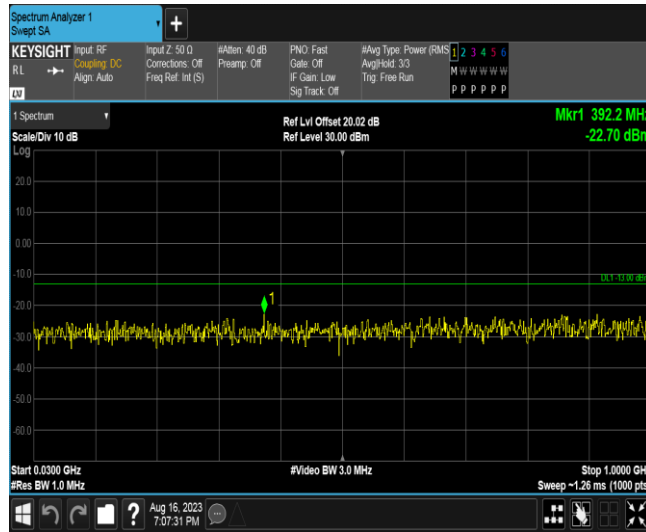 Spectrum Analyzer 1
Swept SA
+
KEYSIGHT
RL
LXI
Input: RF
Coupling: DC
Align: Auto
Input Z: 50 Ω
Corrections: Off
Freq Ref: Int (S)
#Atten: 40 dB
Preamp: Off
PNO: Fast
Gate: Off
IF Gain: Low
Sig Track: Off
#Avg Type: Power (RMS
Avg|Hold: 3/3
Trig: Free Run
1 2 3 4 5 6
M W W W W W
P P P P P P
1 Spectrum
Scale/Div 10 dB
Log
Ref Lvl Offset 20.02 dB
Ref Level 30.00 dBm
Mkr1 392.2 MHz
-22.70 dBm
20.0
10.0
0.00
-10.0
DL1 -13.00 dBm
1
-20.0
-30.0
-40.0
-50.0
-60.0
Start 0.0300 GHz
#Res BW 1.0 MHz
#Video BW 3.0 MHz
Stop 1.0000 GH
Sweep ~1.26 ms (1000 pts
?
Aug 16, 2023
7:07:31 PM